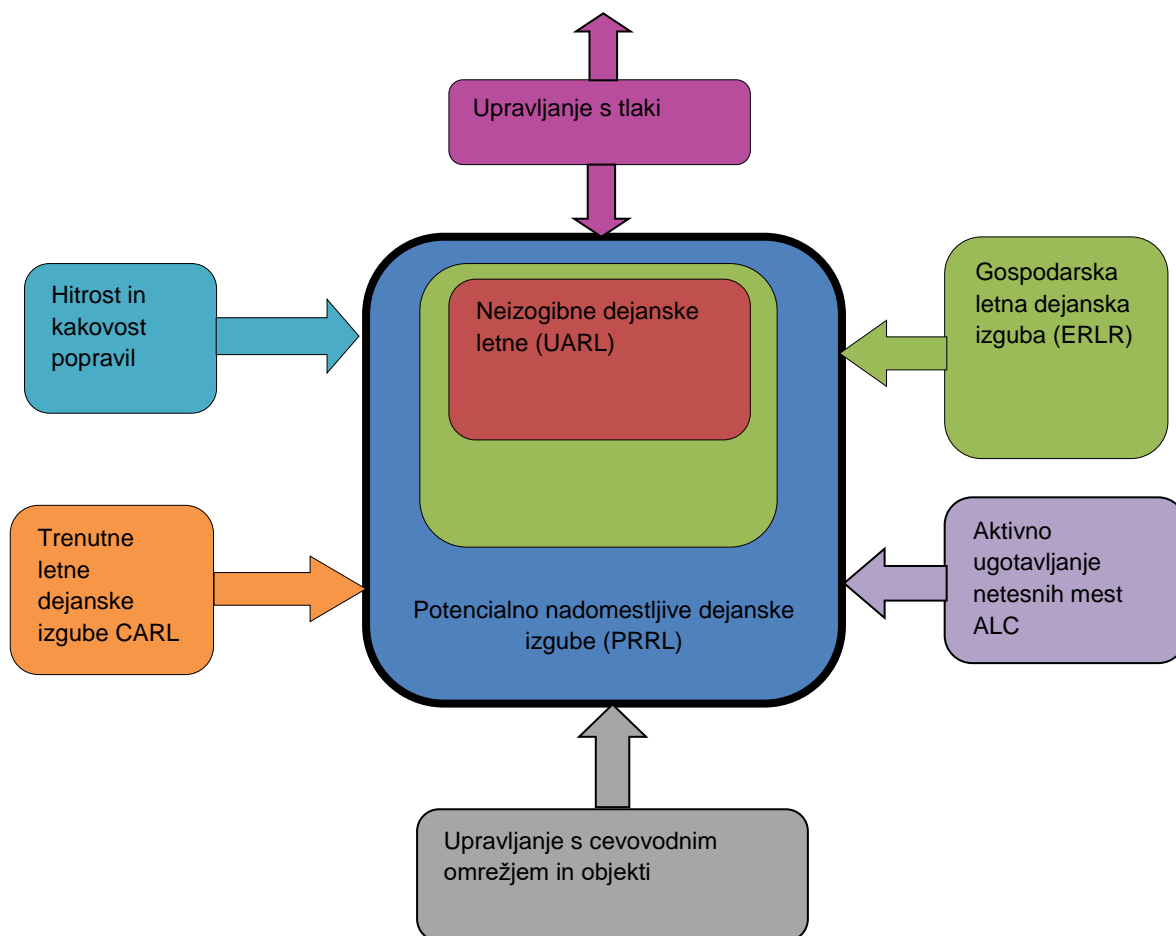 Upravljanje s tlaki
Hitrost in
kakovost
popravil
Neizogibne dejanske
letne (UARL)
Gospodarska
letna dejanska
izguba (ERLR)
Trenutne
letne
dejanske
izgube CARL
Potencialno nadomestljive dejanske
izgube (PRRL)
Aktivno
ugotavljanje
netesnih mest
ALC
Upravljanje s cevovodnim
omrežjem in objekti